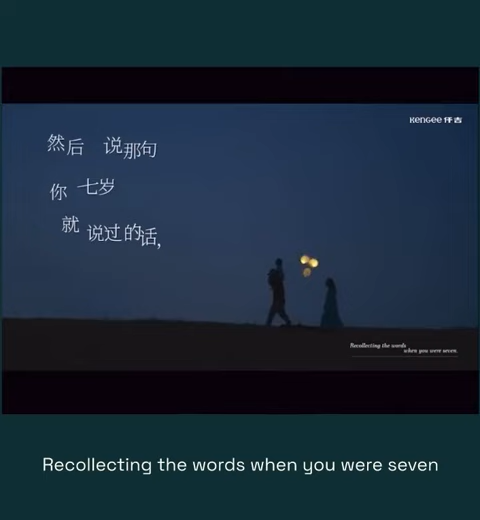 Kengee 仟吉
然后 说那句
你 七岁
就 说过的话,
Recollecting the words
when you were seven.
Recollecting the words when you were seven